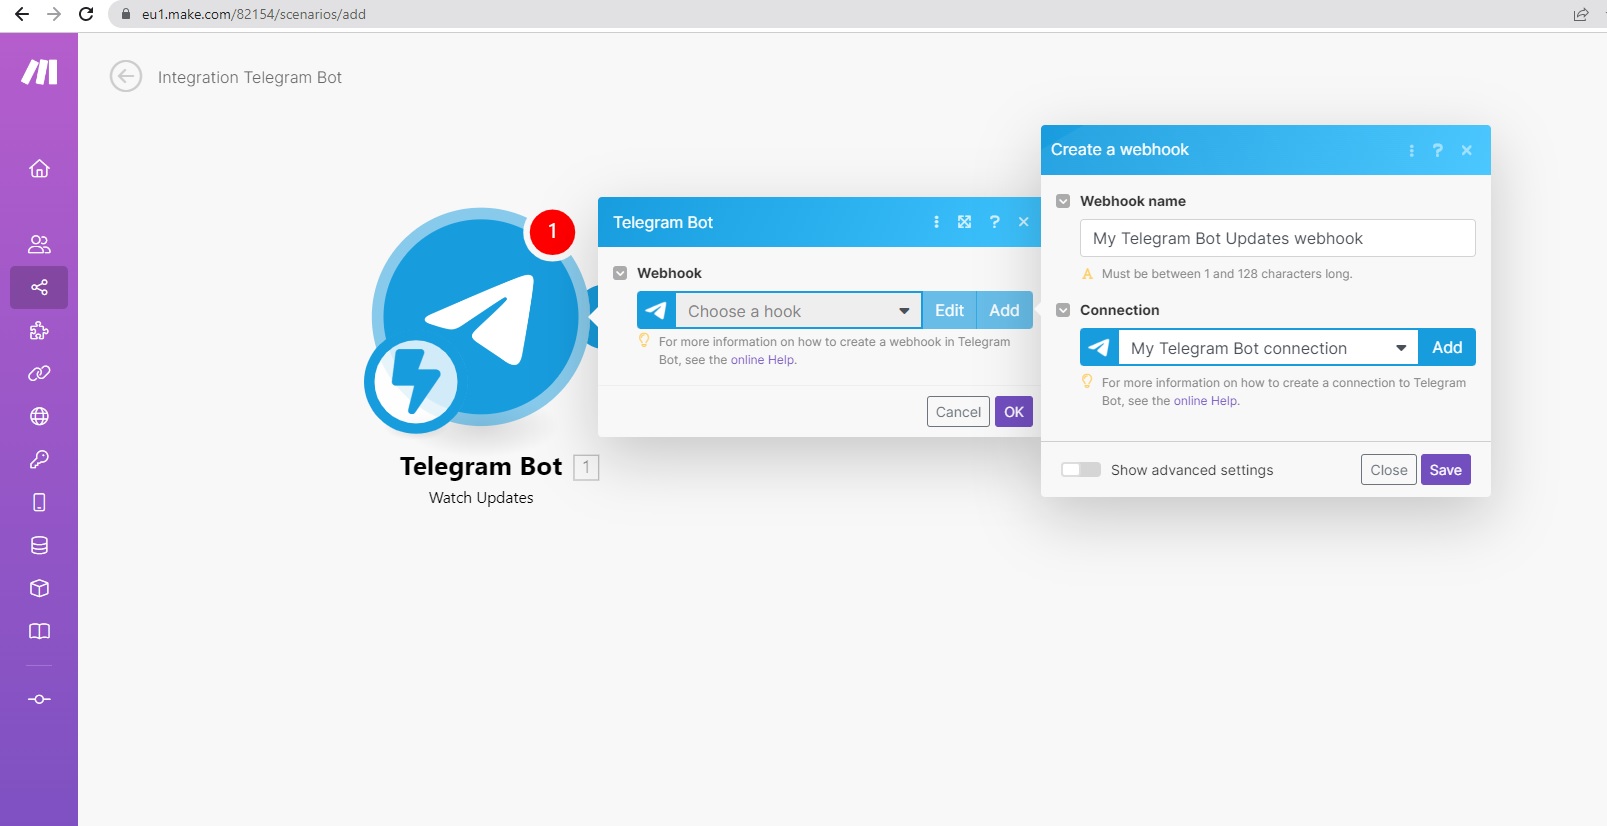 eu1.make.com/82154/scenarios/add
Integration Telegram Bot
1
Telegram Bot 1
Watch Updates
Telegram Bot
?
Webhook
Choose a hook
Edit
Add
For more information on how to create a webhook in Telegram
Bot, see the online Help.
Cancel
OK
Create a webhook
?
Webhook name
My Telegram Bot Updates webhook
Must be between 1 and 128 characters long.
Connection
My Telegram Bot connection
Add
For more information on how to create a connection to Telegram
Bot, see the online Help.
Show advanced settings
Close
Save